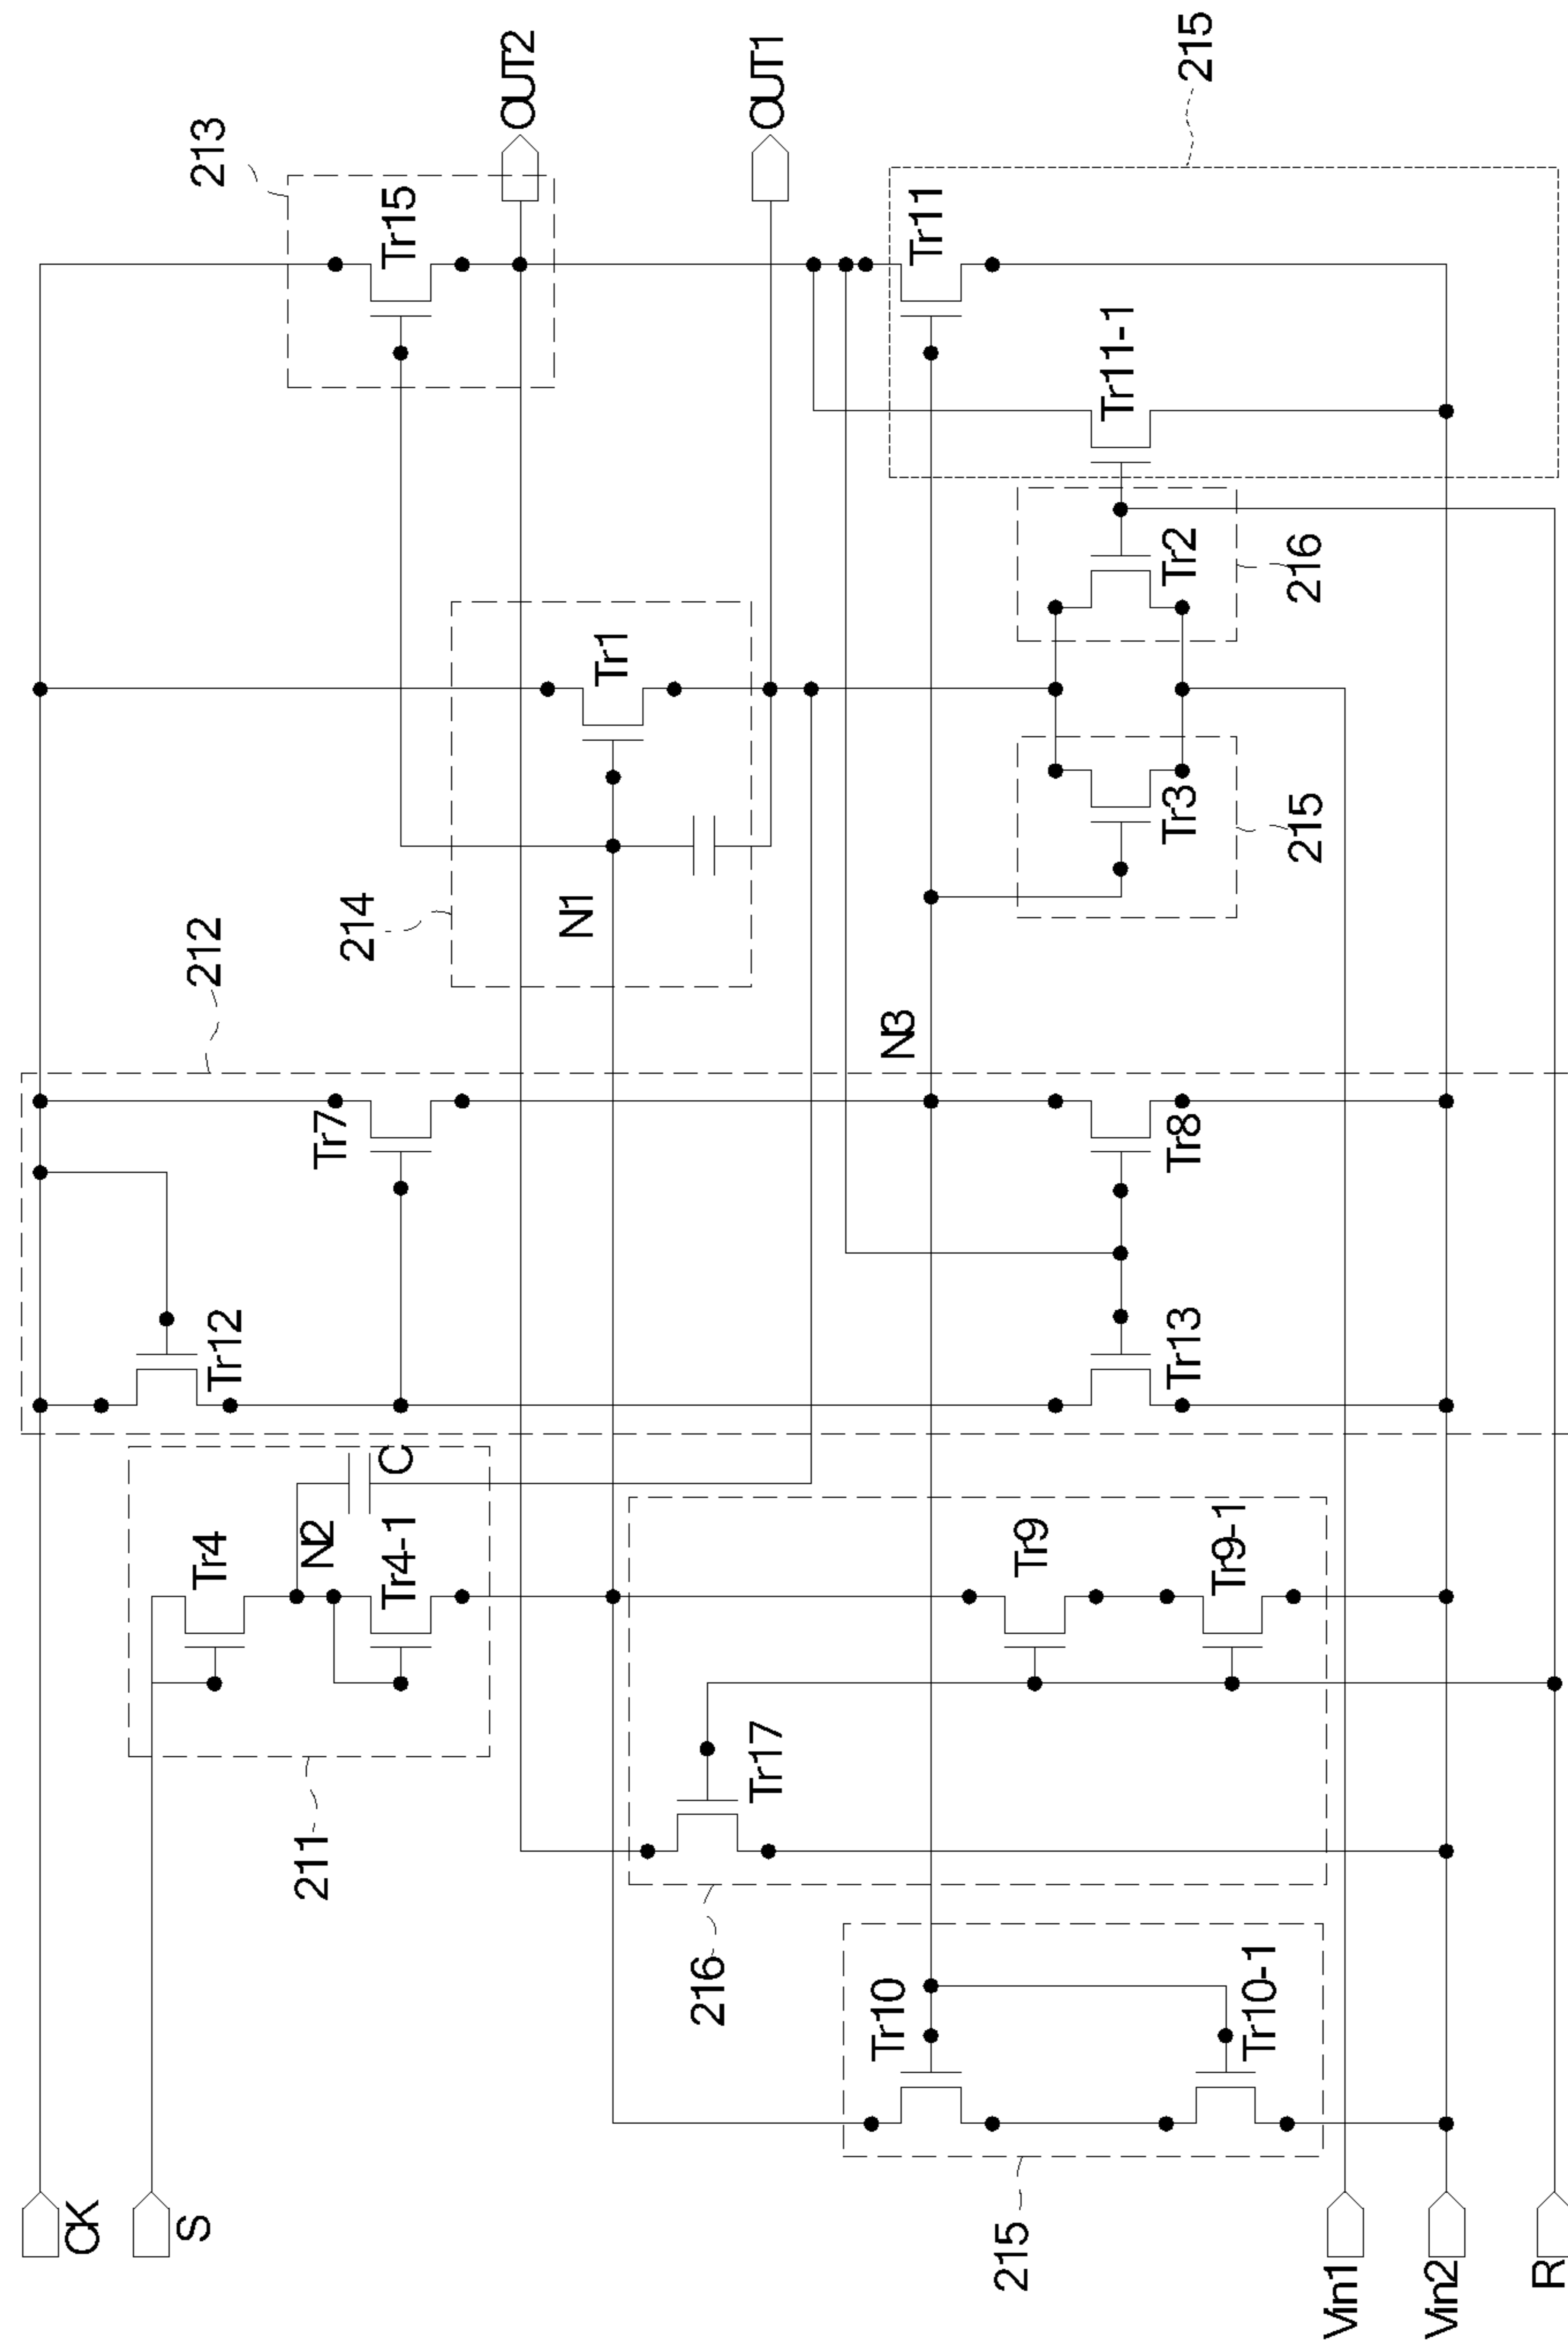 CK
S
Vin1
Vin2
R
OUT2
OUT1
211
212
213
214
215
215
215
216
216
N1
N2
N3
C
Tr12
Tr7
Tr15
Tr4
Tr4-1
Tr1
Tr17
Tr9
Tr9-1
Tr10
Tr10-1
Tr13
Tr8
Tr3
Tr2
Tr11
Tr11-1